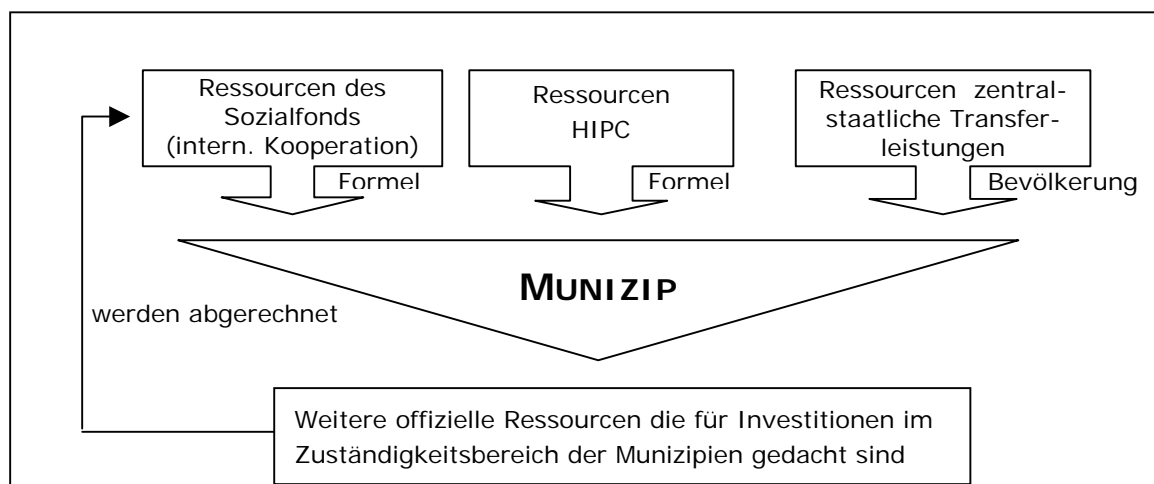 Ressourcen des
Sozialfonds
(intern. Kooperation)
Ressourcen
HIPC
Ressourcen zentral-
staatliche Transfer-
leistungen
Formel
Formel
Bevölkerung
MUNIZIP
werden abgerechnet
Weitere offizielle Ressourcen die für Investitionen im
Zuständigkeitsbereich der Munizipien gedacht sind